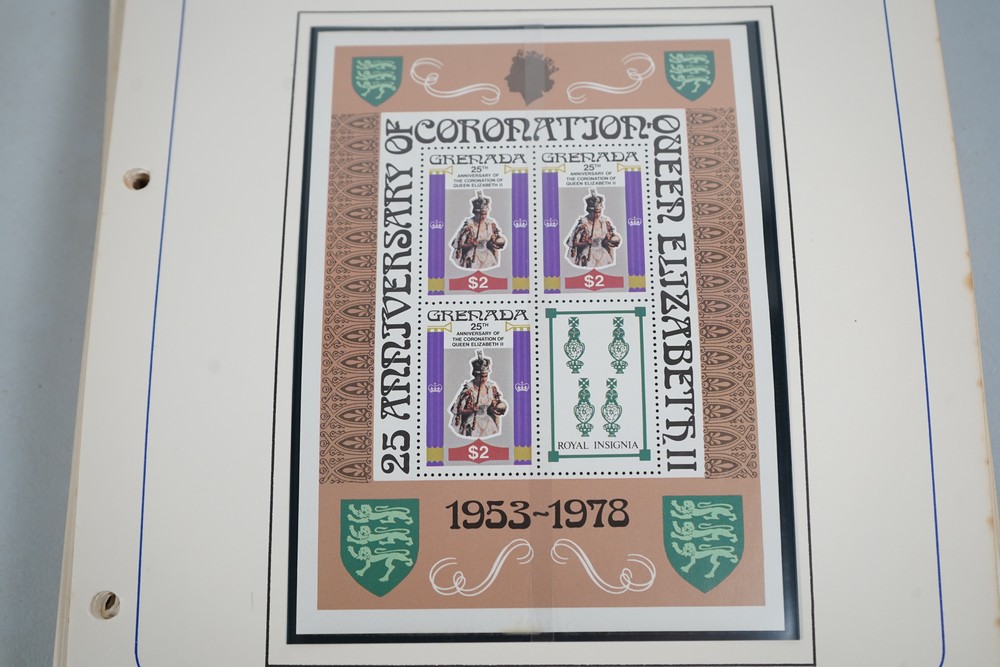 25 ANNIVERSARY OF CORONATION · QUEEN ELIZABETH II
GRENADA
25TH
ANNIVERSARY OF
THE CORONATION OF
QUEEN ELIZABETH II
$2
GRENADA
25TH
ANNIVERSARY OF
THE CORONATION OF
QUEEN ELIZABETH II
$2
GRENADA
25TH
ANNIVERSARY OF
THE CORONATION OF
QUEEN ELIZABETH II
$2
ROYAL INSIGNIA
1953~1978